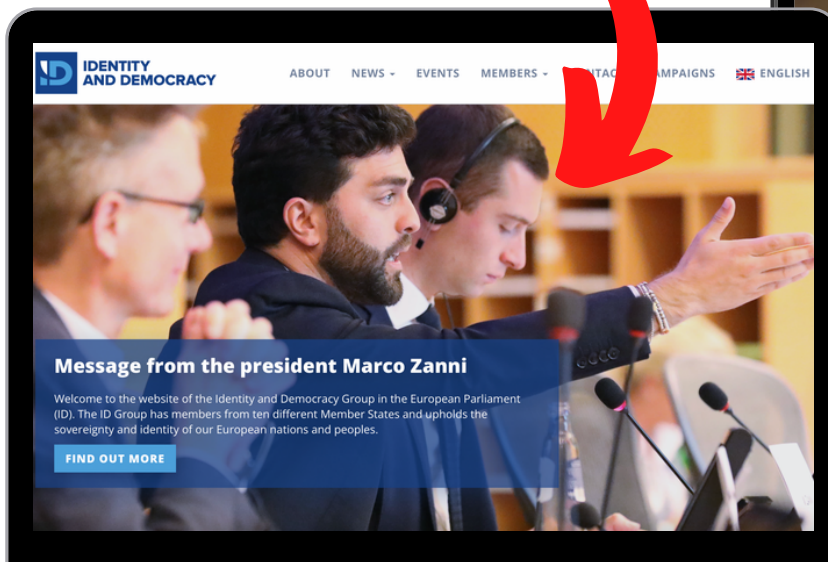 IDENTITY
AND DEMOCRACY
ABOUT NEWS EVENTS MEMBERS ENGLISH
Message from the president Marco Zanni
Welcome to the website of the Identity and Democracy Group in the European Parliament
(ID). The ID Group has members from ten different Member States and upholds the
sovereignty and identity of our European nations and peoples.
FIND OUT MORE